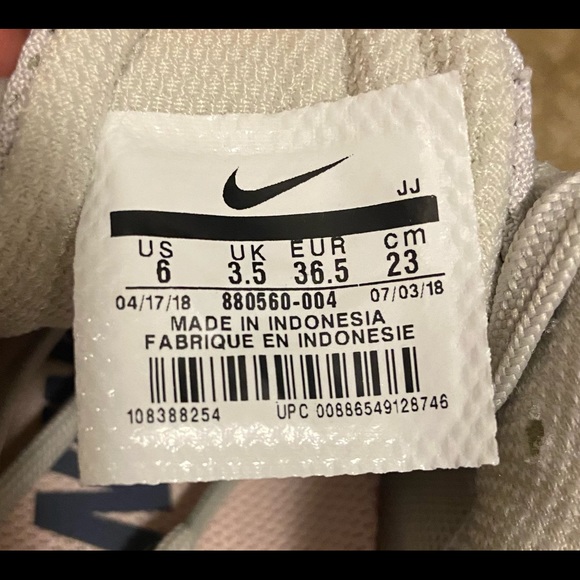 JJ
US UK EUR cm
6 3.5 36.5 23
04/17/18 880560-004 07/03/18
MADE IN INDONESIA
FABRIQUE EN INDONESIE
108388254 UPC 00886549128746